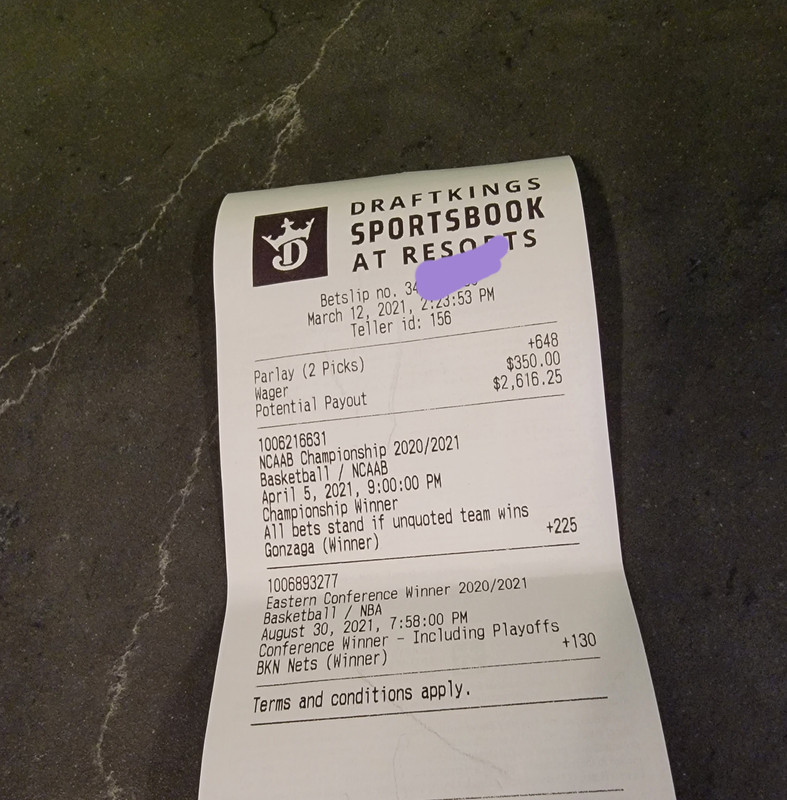 DRAFTKINGS
SPORTSBOOK
AT RESORTS
Betslip no. 34
March 12, 2021, 2:23:53 PM
Teller id: 156
Parlay (2 Picks) +648
Wager $350.00
Potential Payout $2,616.25
1006216631
NCAAB Championship 2020/2021
Basketball / NCAAB
April 5, 2021, 9:00:00 PM
Championship Winner
All bets stand if unquoted team wins
Gonzaga (Winner) +225
1006893277
Eastern Conference Winner 2020/2021
Basketball / NBA
August 30, 2021, 7:58:00 PM
Conference Winner - Including Playoffs
BKN Nets (Winner) +130
Terms and conditions apply.